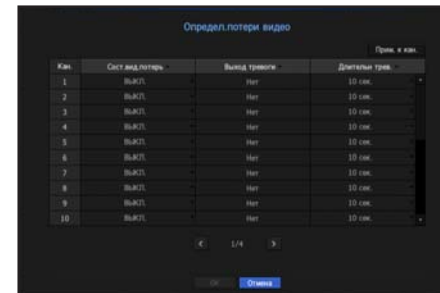 Определ.потери видео
Прим. к кан.
Кан. Сост.вид.потерь Выход тревоги Длительн трев.
1 ВЫКЛ. Нет 10 сек.
2 ВЫКЛ. Нет 10 сек.
3 ВЫКЛ. Нет 10 сек.
4 ВЫКЛ. Нет 10 сек.
5 ВЫКЛ. Нет 10 сек.
6 ВЫКЛ. Нет 10 сек.
7 ВЫКЛ. Нет 10 сек.
8 ВЫКЛ. Нет 10 сек.
9 ВЫКЛ. Нет 10 сек.
10 ВЫКЛ. Нет 10 сек.
< 1/4 >
OK Отмена